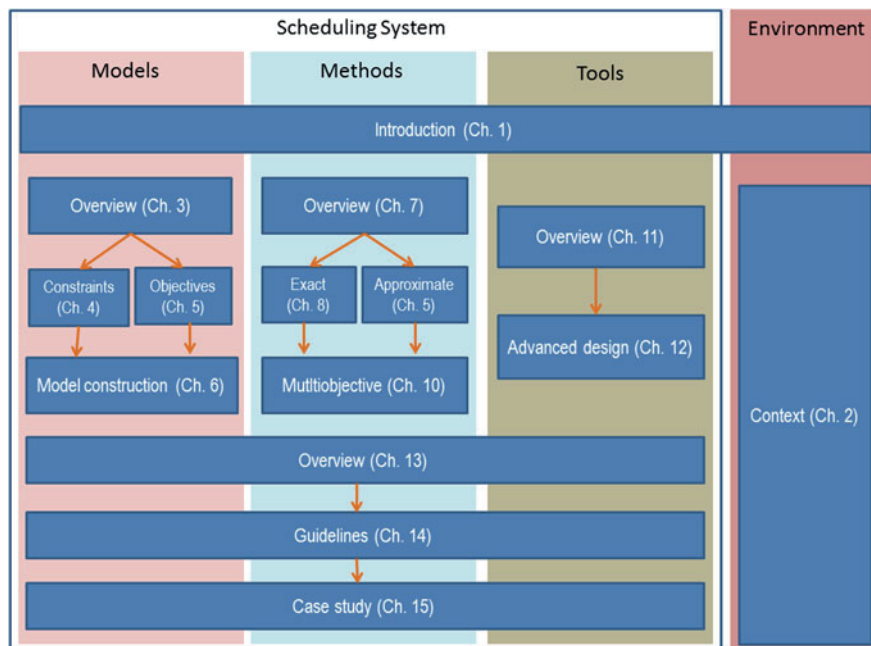 Scheduling System
Environment
Models
Methods
Tools
Introduction (Ch. 1)
Overview (Ch. 3)
Constraints
(Ch. 4)
Objectives
(Ch. 5)
Model construction (Ch. 6)
Overview (Ch. 7)
Exact
(Ch. 8)
Approximate
(Ch. 5)
Mutltiobjective (Ch. 10)
Overview (Ch. 11)
Advanced design (Ch. 12)
Context (Ch. 2)
Overview (Ch. 13)
Guidelines (Ch. 14)
Case study (Ch. 15)